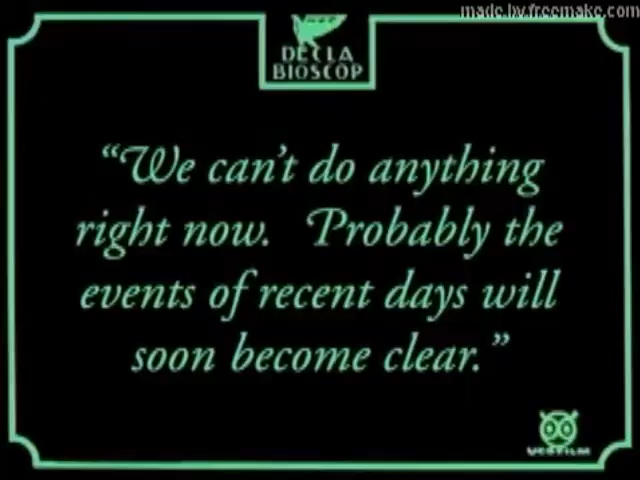 made.by.freemake.com
DECLA
BIOSCOP
“We can’t do anything
right now. Probably the
events of recent days will
soon become clear.”